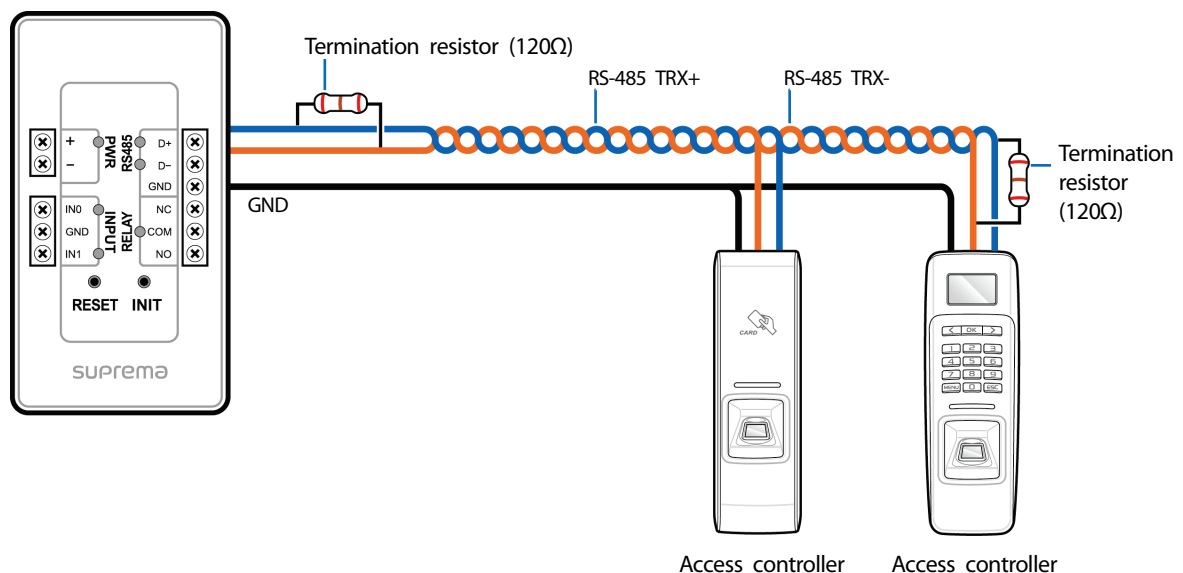 Termination resistor (120Ω)
RS-485 TRX+
RS-485 TRX-
+
−
PWR
RS485
D+
D−
GND
IN0
GND
IN1
INPUT
RELAY
NC
COM
NO
RESET
INIT
suprema
GND
Termination
resistor
(120Ω)
CARD
< OK >
1 2 3
4 5 6
7 8 9
MENU 0 ESC
Access controller
Access controller